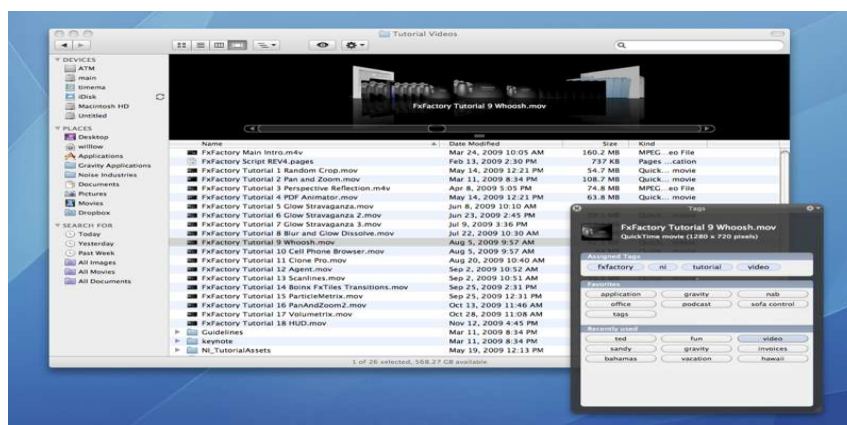 Tutorial Videos
DEVICES
ATM
main
timema
iDisk
Macintosh HD
Untitled
PLACES
Desktop
willlow
Applications
Gravity Applications
Noise Industries
Documents
Pictures
Movies
Dropbox
SEARCH FOR
Today
Yesterday
Past Week
All Images
All Movies
All Documents
FxFactory Tutorial 9 Whoosh.mov
Name Date Modified Size Kind
FxFactory Main Intro.m4v Mar 24, 2009 10:05 AM 160.2 MB MPEG...eo File
FxFactory Script REV4.pages Feb 13, 2009 2:30 PM 737 KB Pages ...cation
FxFactory Tutorial 1 Random Crop.mov May 14, 2009 12:21 PM 54.7 MB Quick... movie
FxFactory Tutorial 2 Pan and Zoom.mov Mar 11, 2009 8:34 PM 108.7 MB Quick... movie
FxFactory Tutorial 3 Perspective Reflection.m4v Apr 8, 2009 5:05 PM 74.8 MB MPEG...eo File
FxFactory Tutorial 4 PDF Animator.mov May 14, 2009 12:21 PM 63.8 MB Quick... movie
FxFactory Tutorial 5 Glow Stravaganza.mov Jun 8, 2009 10:10 AM
FxFactory Tutorial 6 Glow Stravaganza 2.mov Jun 23, 2009 2:45 PM
FxFactory Tutorial 7 Glow Stravaganza 3.mov Jul 9, 2009 3:36 PM
FxFactory Tutorial 8 Blur and Glow Dissolve.mov Jul 22, 2009 10:30 AM
FxFactory Tutorial 9 Whoosh.mov Aug 5, 2009 9:57 AM
FxFactory Tutorial 10 Cell Phone Browser.mov Aug 5, 2009 9:57 AM
FxFactory Tutorial 11 Clone Pro.mov Aug 20, 2009 10:40 AM
FxFactory Tutorial 12 Agent.mov Sep 2, 2009 10:52 AM
FxFactory Tutorial 13 Scanlines.mov Sep 2, 2009 10:51 AM
FxFactory Tutorial 14 Boinx FxTiles Transitions.mov Sep 25, 2009 2:31 PM
FxFactory Tutorial 15 ParticleMetrix.mov Sep 25, 2009 12:31 PM
FxFactory Tutorial 16 PanAndZoom2.mov Oct 13, 2009 11:46 AM
FxFactory Tutorial 17 Volumetrix.mov Oct 28, 2009 11:08 AM
FxFactory Tutorial 18 HUD.mov Nov 12, 2009 4:45 PM
Guidelines Mar 11, 2009 8:34 PM
keynote Mar 11, 2009 8:34 PM
NI_TutorialAssets May 19, 2009 12:13 PM
1 of 26 selected, 568.27 GB available
Tags
FxFactory Tutorial 9 Whoosh.mov
QuickTime movie (1280 x 720 pixels)
Assigned Tags
fxfactory ni tutorial video
Favorites
application gravity nab
office podcast sofa control
tags
Recently used
ted fun video
sandy gravity invoices
bahamas vacation hawaii